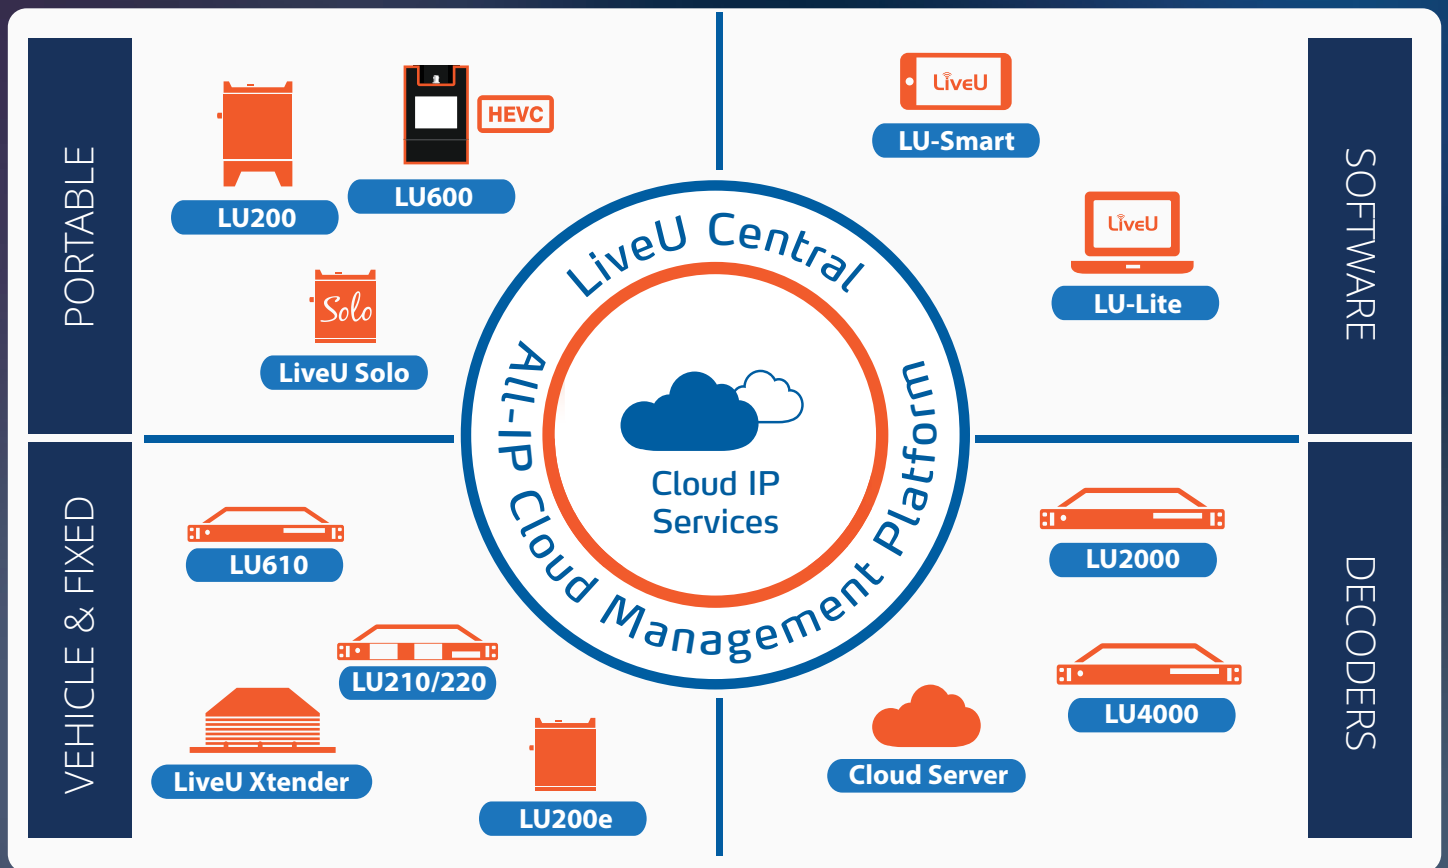 PORTABLE
LU200
LU600
HEVC
Solo
LiveU Solo
SOFTWARE
LiveU
LU-Smart
LiveU
LU-Lite
LiveU Central
All-IP Cloud Management Platform
Cloud IP
Services
VEHICLE & FIXED
LU610
LU210/220
LiveU Xtender
LU200e
DECODERS
LU2000
LU4000
Cloud Server